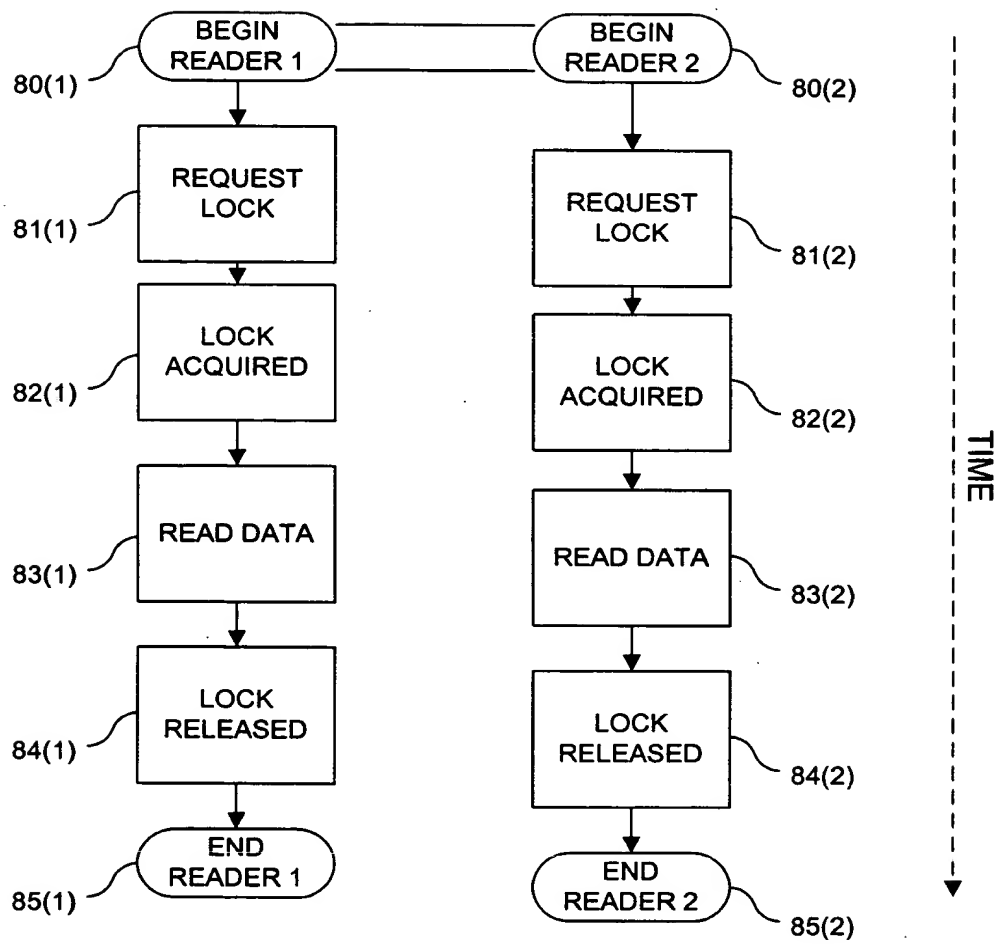 BEGIN
READER 1
80(1)
BEGIN
READER 2
80(2)
REQUEST
LOCK
81(1)
REQUEST
LOCK
81(2)
LOCK
ACQUIRED
82(1)
LOCK
ACQUIRED
82(2)
READ DATA
83(1)
READ DATA
83(2)
LOCK
RELEASED
84(1)
LOCK
RELEASED
84(2)
END
READER 1
85(1)
END
READER 2
85(2)
TIME